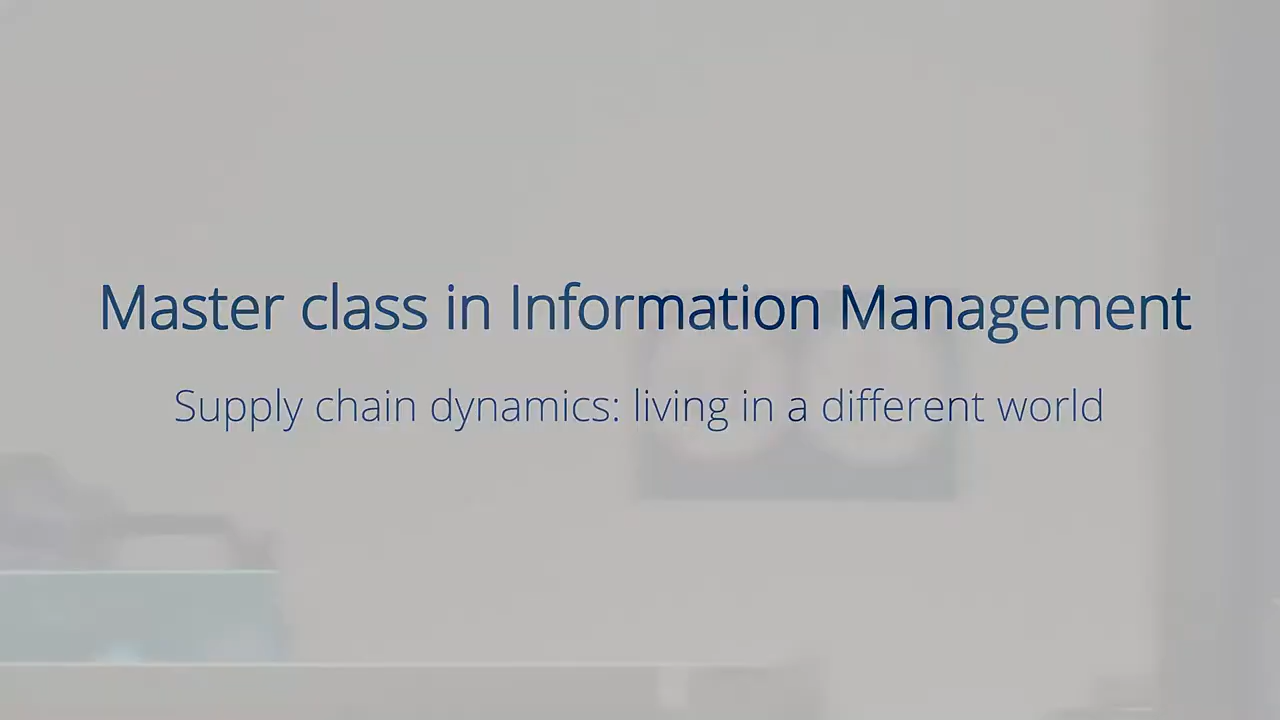 Master class in Information Management
Supply chain dynamics: living in a different world